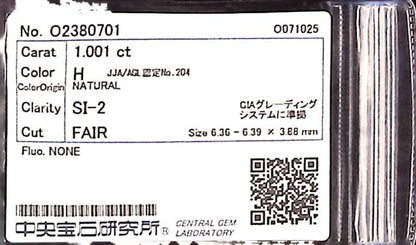 No. O2380701 O071025
Carat 1.001 ct
Color H JJA/AGL認定No.204
ColorOrigin NATURAL
Clarity SI-2 GIAグレーディングシステムに準拠
Cut FAIR Size 6.36 - 6.39 × 3.88 mm
Fluo. NONE
中央宝石研究所® CENTRAL GEM LABORATORY